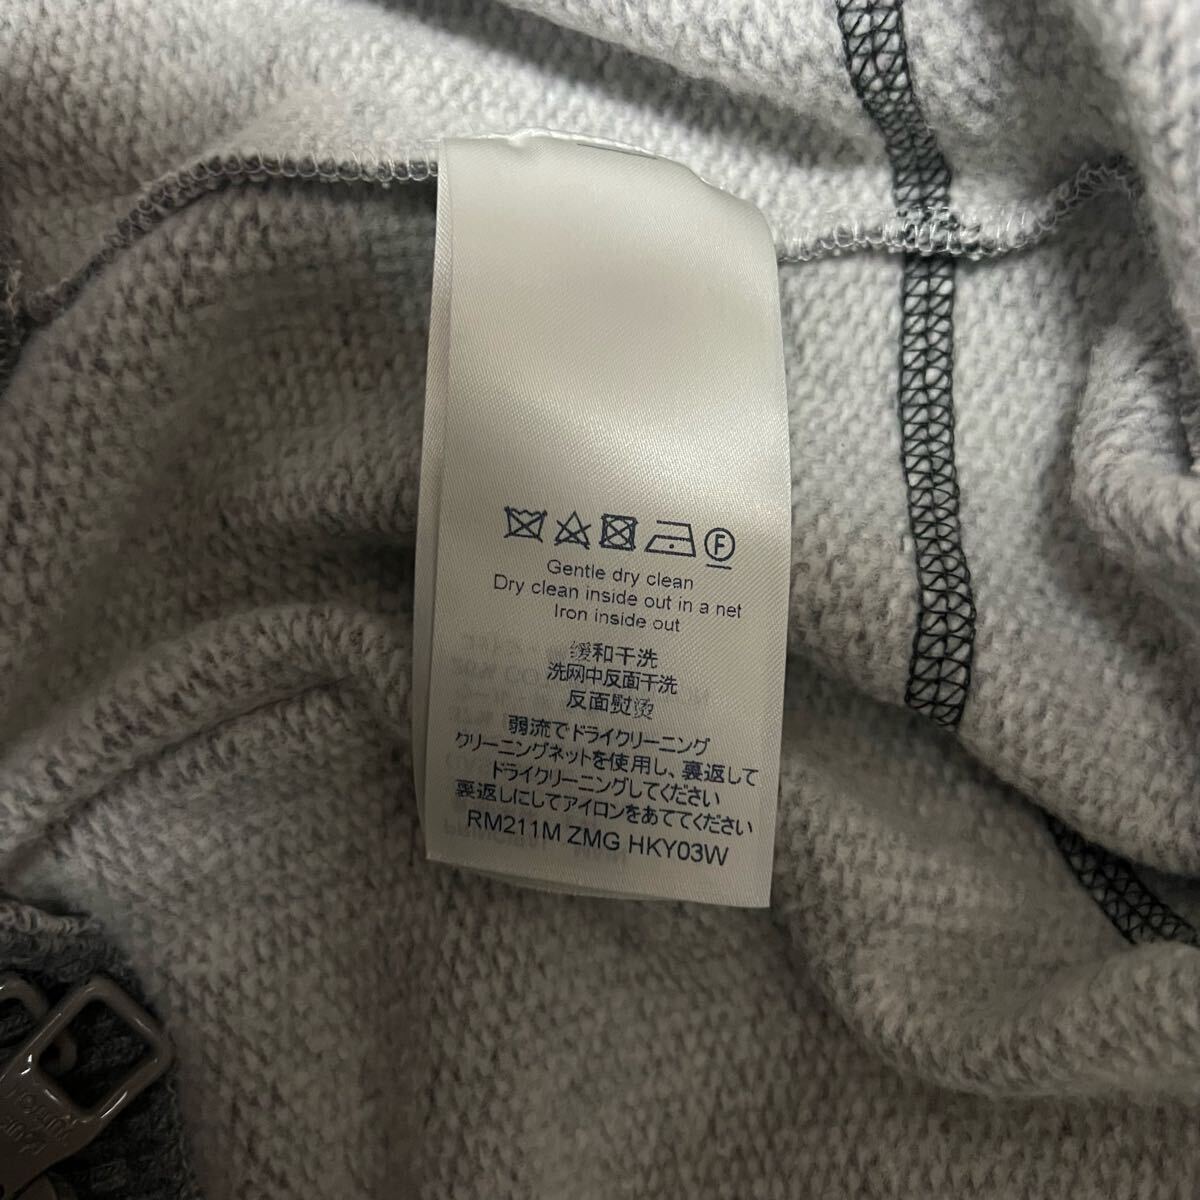 F
Gentle dry clean
Dry clean inside out in a net
Iron inside out
缓和干洗
洗网中反面干洗
反面熨烫
弱流でドライクリーニング
クリーニングネットを使用し、裏返して
ドライクリーニングしてください
裏返しにしてアイロンをあててください
RM211M ZMG HKY03W